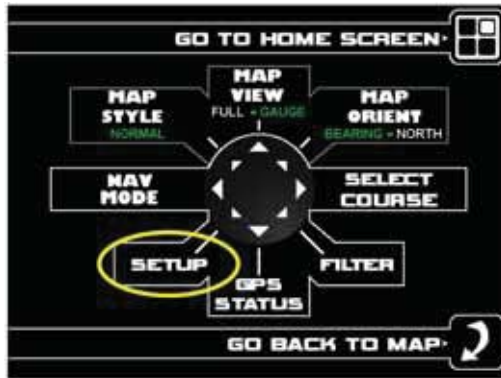 GO TO HOME SCREEN
MAP
VIEW
FULL - GAUGE
MAP
STYLE
NORMAL
MAP
ORIENT
BEARING - NORTH
NAV
MODE
SELECT
COURSE
SETUP
FILTER
GPS
STATUS
GO BACK TO MAP